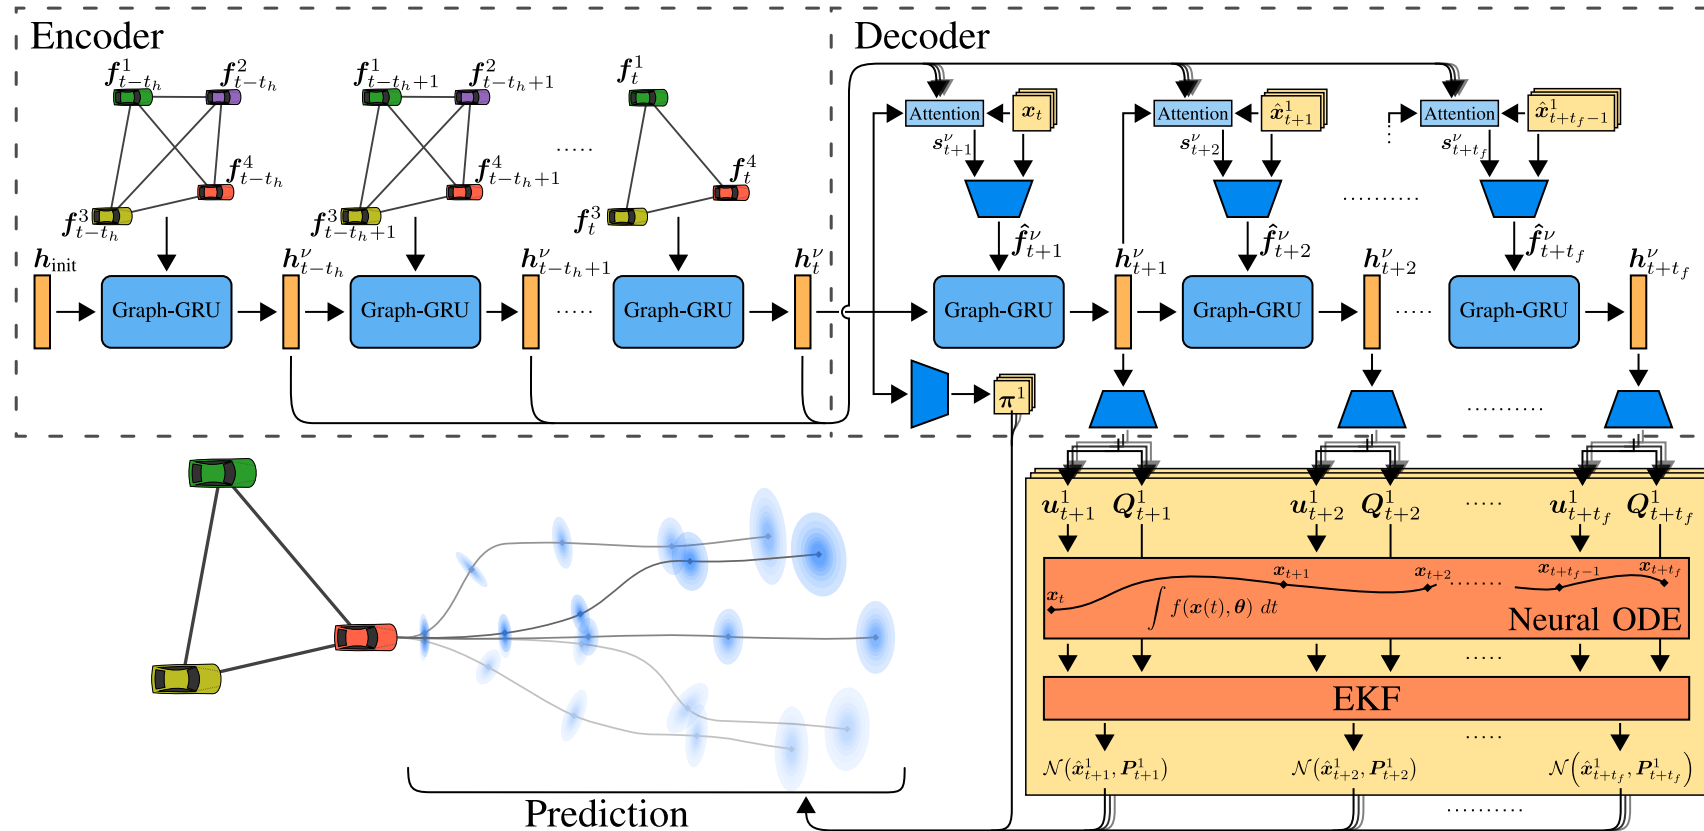 Encoder
Decoder
f^1_{t-t_h} f^2_{t-t_h} f^1_{t-t_h+1} f^2_{t-t_h+1} f^1_t
Attention x_t Attention x̂^1_{t+1} Attention x̂^1_{t+t_f-1}
s^ν_{t+1} s^ν_{t+2} s^ν_{t+t_f}
f^4_{t-t_h} f^4_{t-t_h+1} ..... f^4_t
f^3_{t-t_h} f^3_{t-t_h+1} f^3_t
..........
f̂^ν_{t+1} f̂^ν_{t+2} f̂^ν_{t+t_f}
h_init h^ν_{t-t_h} h^ν_{t-t_h+1} h^ν_t h^ν_{t+1} h^ν_{t+2} h^ν_{t+t_f}
Graph-GRU Graph-GRU ..... Graph-GRU Graph-GRU Graph-GRU ..... Graph-GRU
π^1 ..........
u^1_{t+1} Q^1_{t+1} u^1_{t+2} Q^1_{t+2} ..... u^1_{t+t_f} Q^1_{t+t_f}
x_t x_{t+1} x_{t+2} ....... x_{t+t_f-1} x_{t+t_f}
∫ f(x(t), θ) dt
Neural ODE
.....
EKF
.....
N(x̂^1_{t+1}, P^1_{t+1}) N(x̂^1_{t+2}, P^1_{t+2}) N(x̂^1_{t+t_f}, P^1_{t+t_f})
..........
Prediction